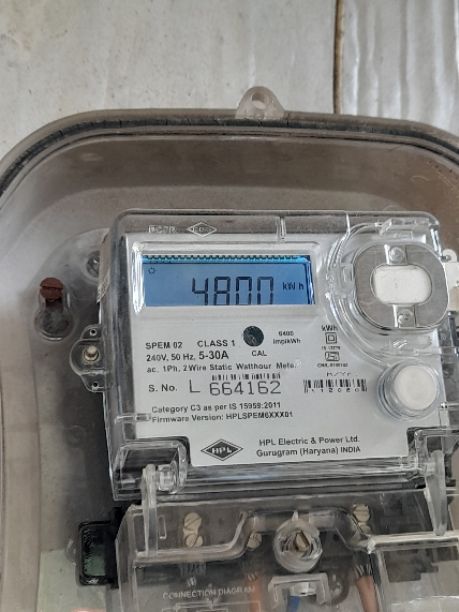 4800 kWh
SPEM 02 CLASS 1 6400 imp/kWh kWh
240V, 50 Hz, 5-30A CAL
ac, 1Ph, 2Wire Static Watthour Meter
S. No. L 664162
Category C3 as per IS 15959:2011
Firmware Version: HPLSPEM6XXX01
HPL
HPL Electric & Power Ltd.
Gurugram (Haryana) INDIA
CONNECTION DIAGRAM